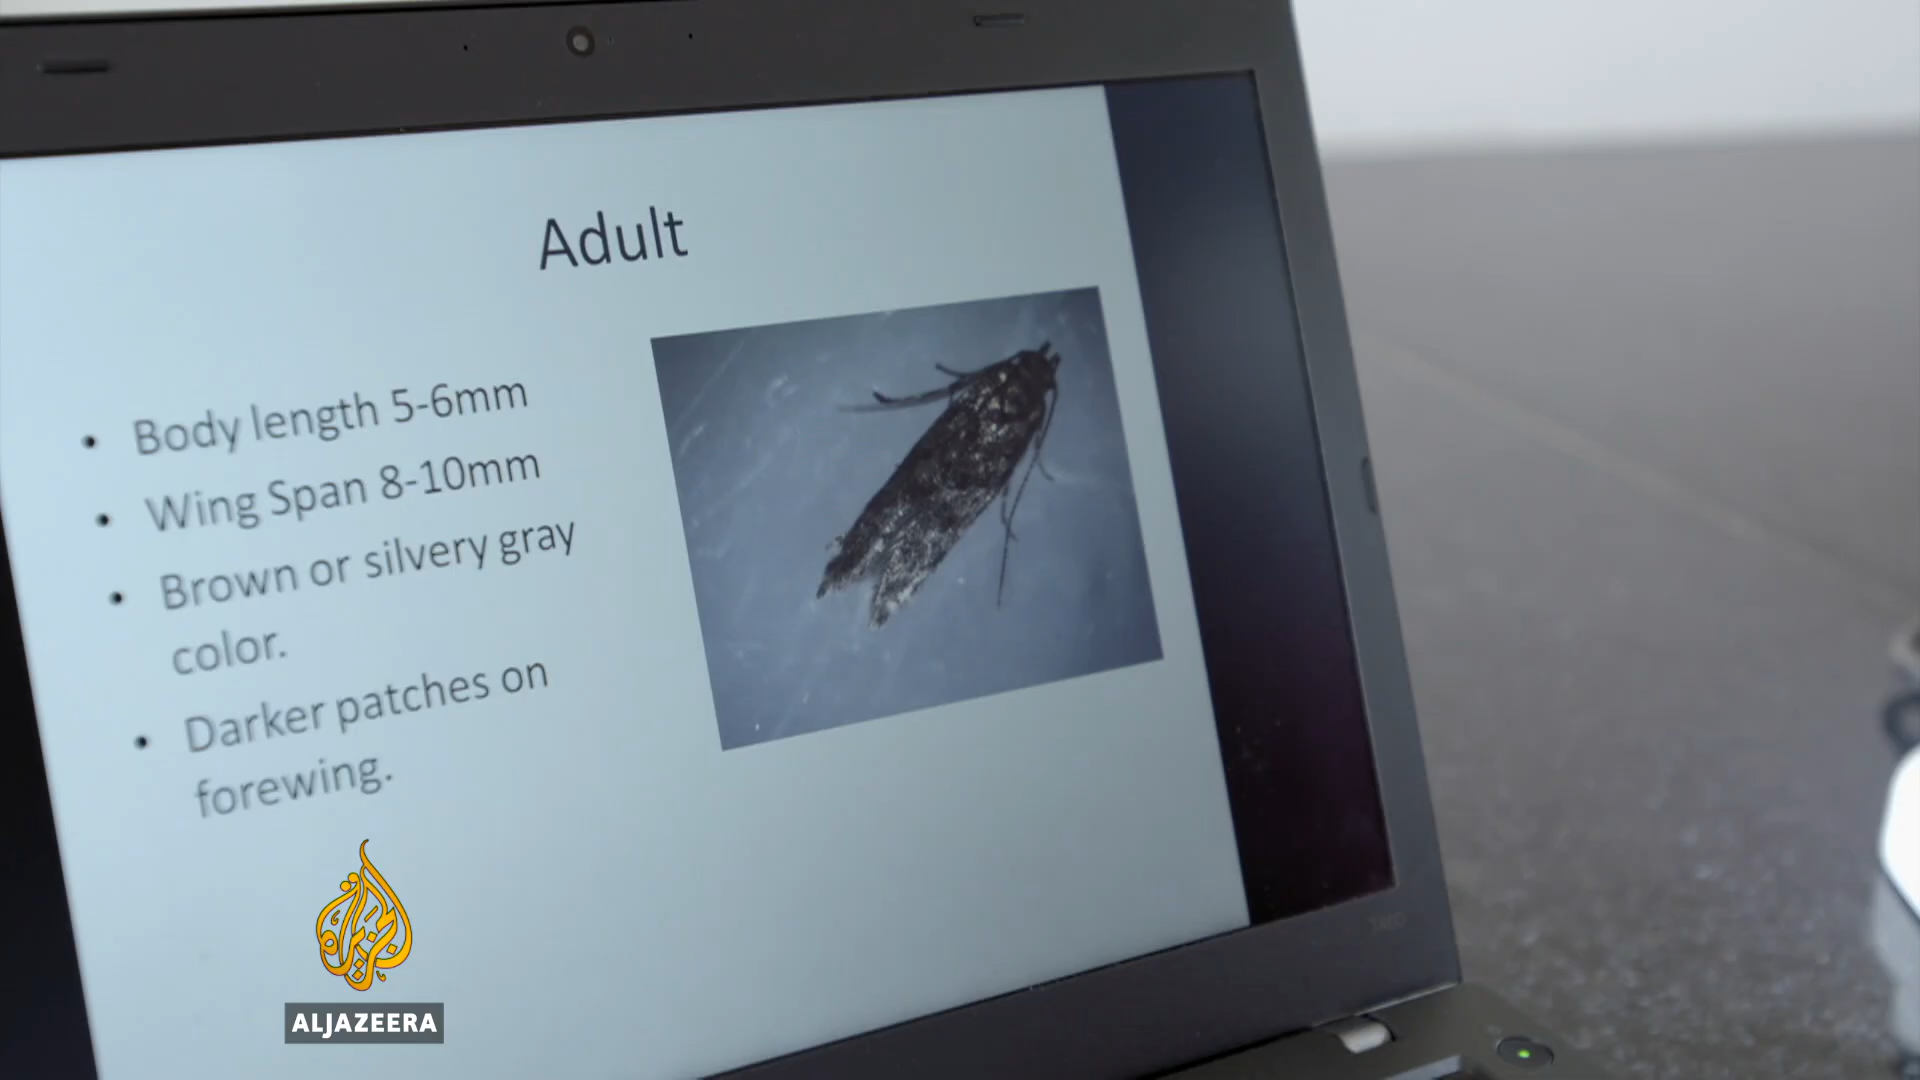 Adult
• Body length 5-6mm
• Wing Span 8-10mm
• Brown or silvery gray
color.
• Darker patches on
forewing.
الجزيرة
ALJAZEERA